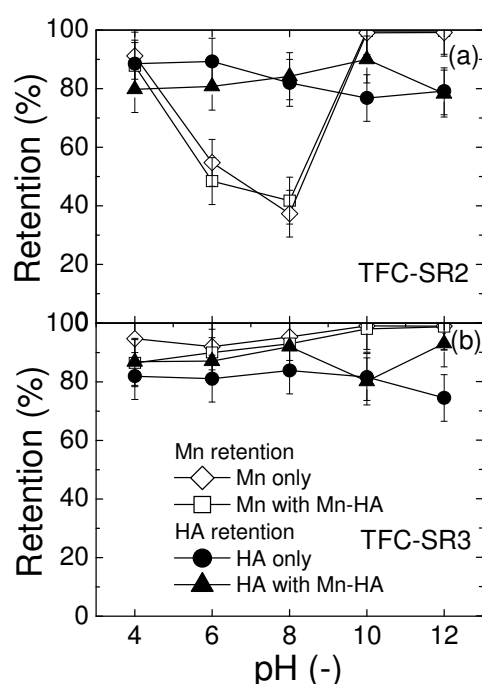 100
80
60
40
20
0
Retention (%)
(a)
TFC-SR2
100
80
60
40
20
0
Retention (%)
(b)
Mn retention
Mn only
Mn with Mn-HA
HA retention
HA only
HA with Mn-HA
TFC-SR3
4 6 8 10 12
pH (-)